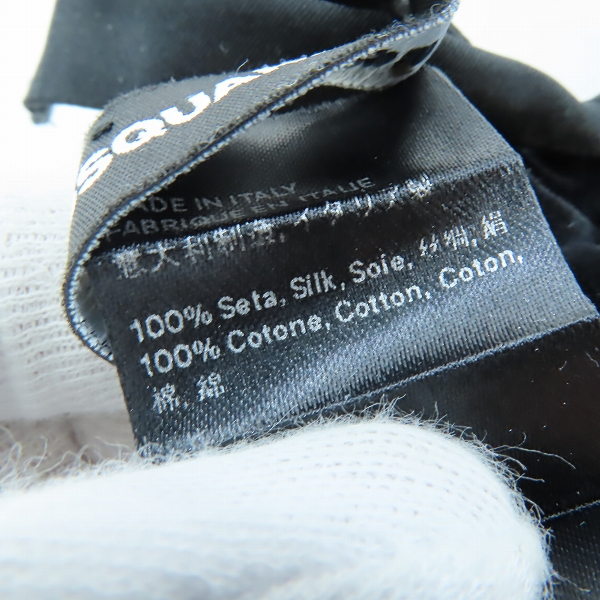 SQUA
MADE IN ITALY
FABRIQUE EN ITALIE
意大利制造, イタリア製
100% Seta, Silk, Soie, 丝绸, 絹
100% Cotone, Cotton, Coton,
棉, 綿